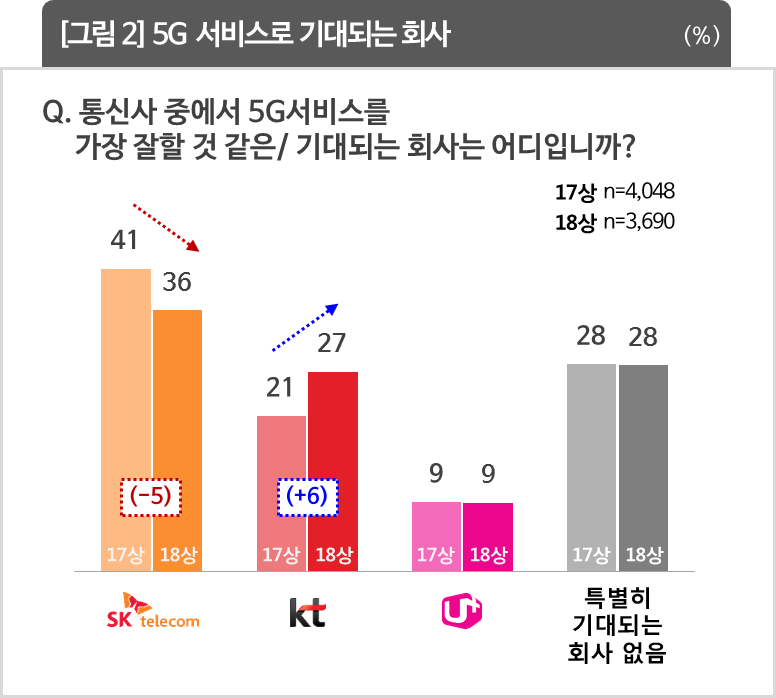 [그림 2] 5G 서비스로 기대되는 회사 (%)
Q. 통신사 중에서 5G서비스를
가장 잘할 것 같은/ 기대되는 회사는 어디입니까?
17상 n=4,048
18상 n=3,690
41 36 21 27 9 9 28 28
(-5) (+6)
17상 18상 17상 18상 17상 18상 17상 18상
SK telecom kt U+ 특별히
기대되는
회사 없음